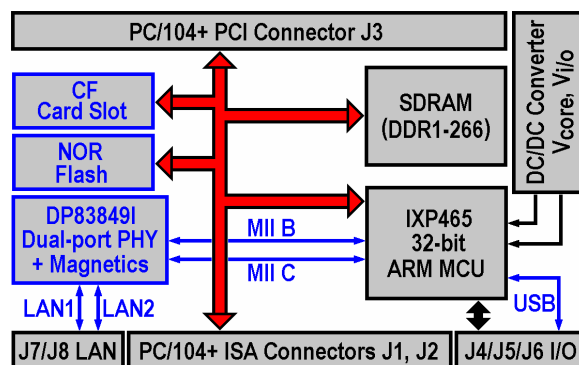 PC/104+ PCI Connector J3
DC/DC Converter
Vcore, Vi/o
CF
Card Slot
SDRAM
(DDR1-266)
NOR
Flash
DP83849I
Dual-port PHY
+ Magnetics
MII B
MII C
IXP465
32-bit
ARM MCU
LAN1
LAN2
USB
J7/J8 LAN
PC/104+ ISA Connectors J1, J2
J4/J5/J6 I/O